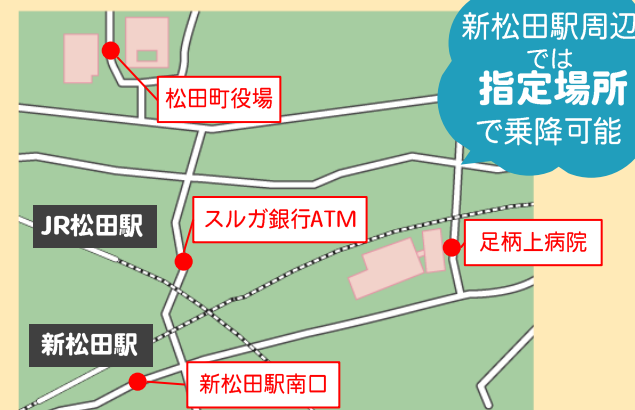 新松田駅周辺
では
指定場所
で乗降可能
松田町役場
スルガ銀行ATM
JR松田駅
足柄上病院
新松田駅
新松田駅南口